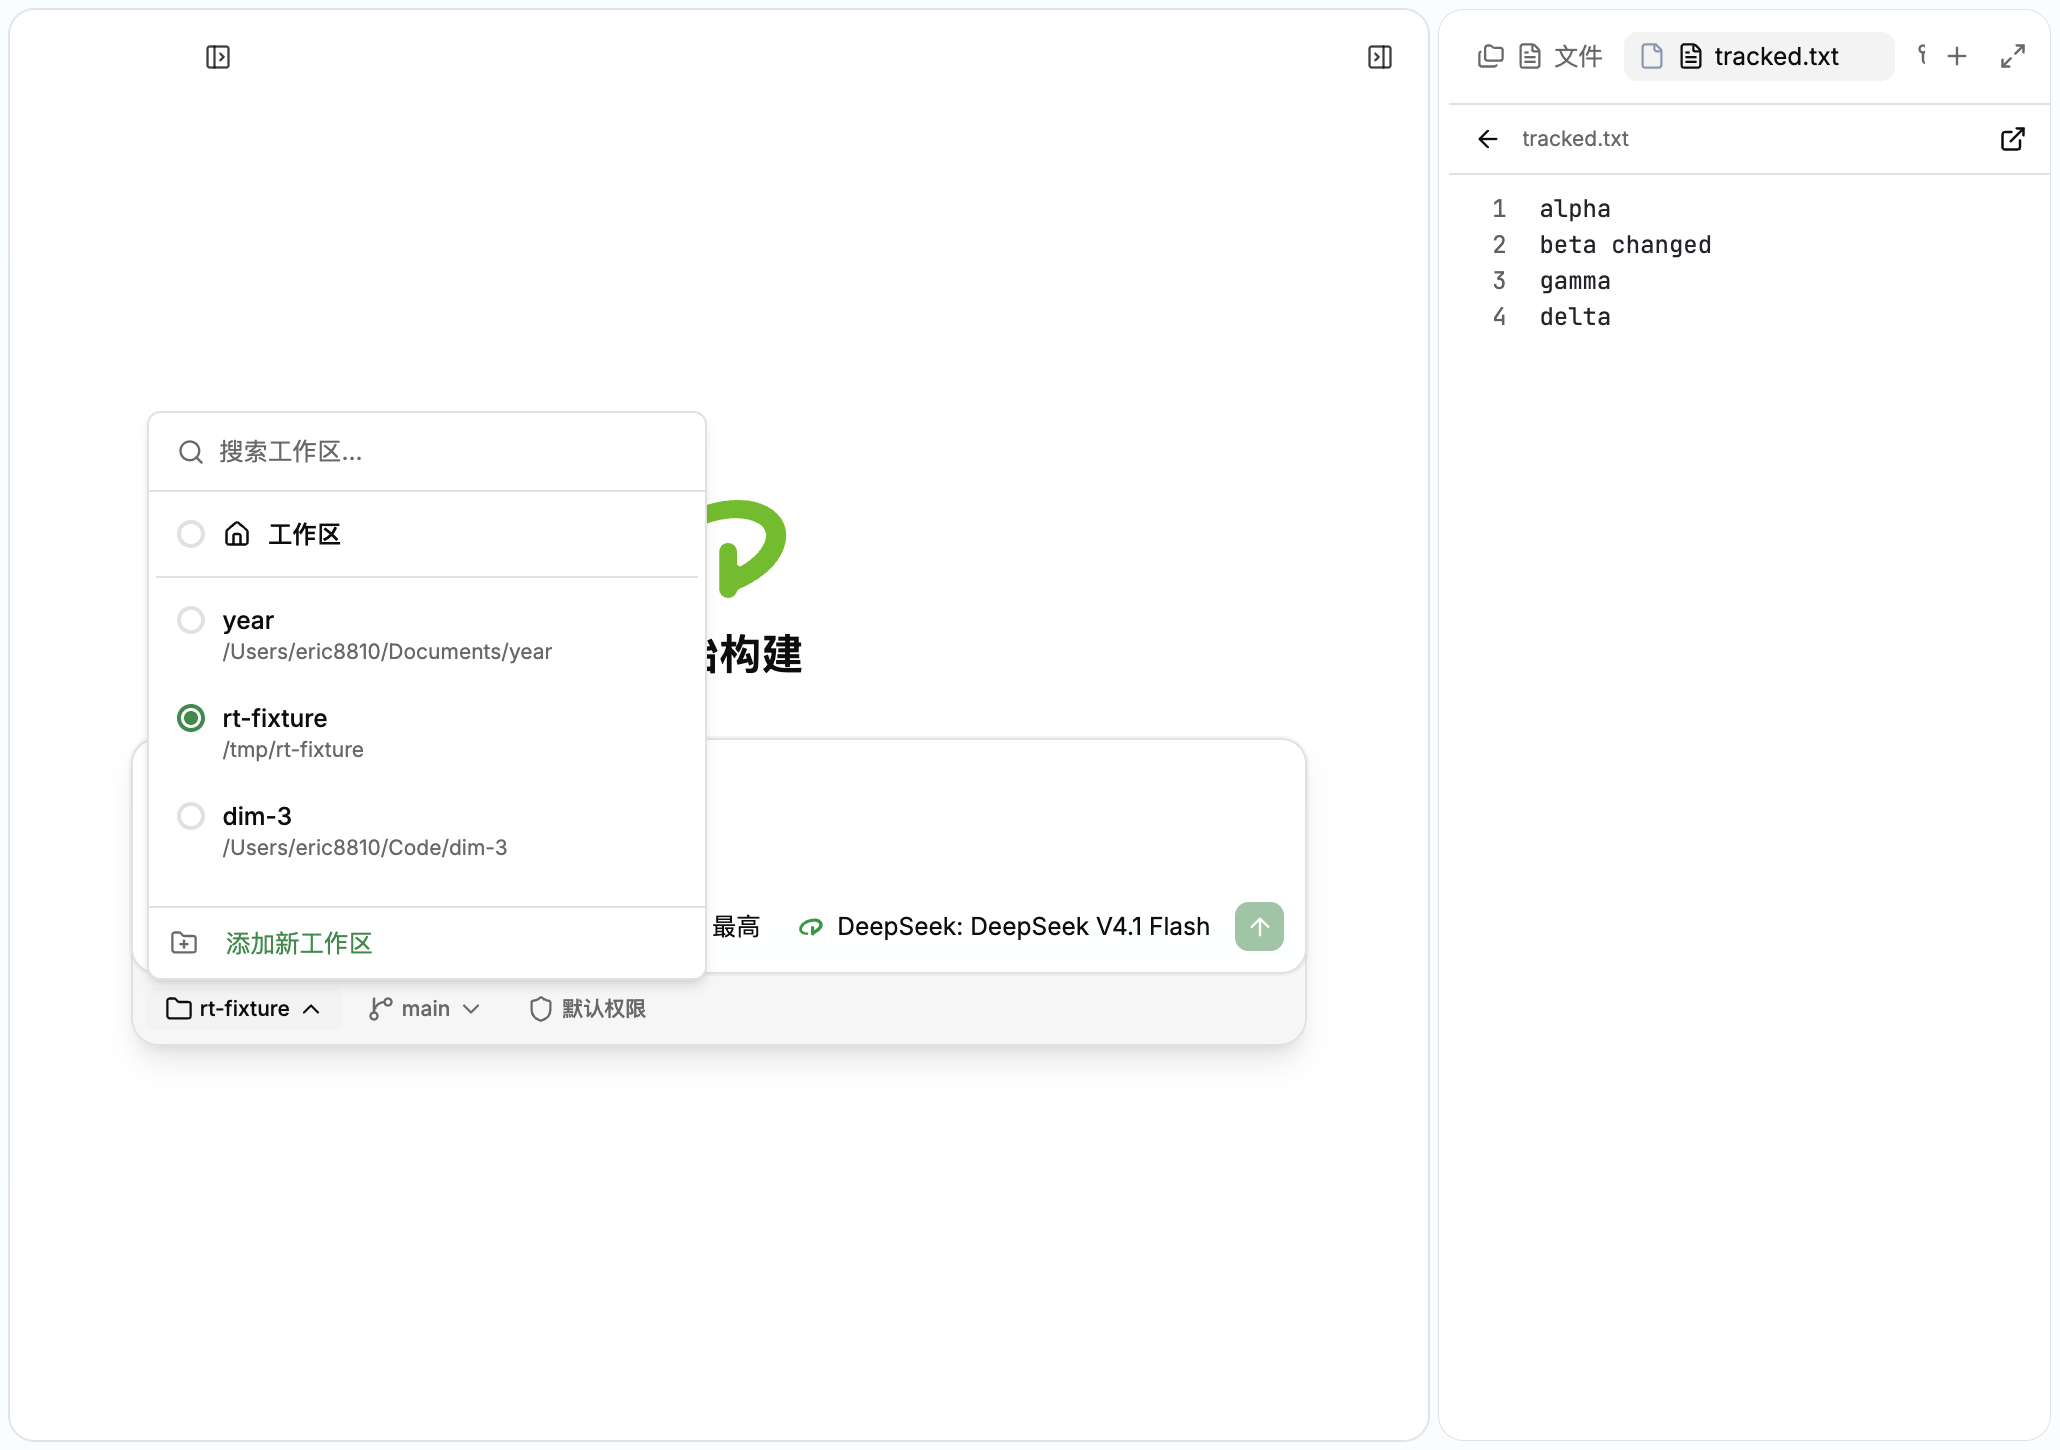 文件
tracked.txt
tracked.txt
1 alpha
2 beta changed
3 gamma
4 delta
搜索工作区...
工作区
year
/Users/eric8810/Documents/year
rt-fixture
/tmp/rt-fixture
dim-3
/Users/eric8810/Code/dim-3
添加新工作区
构建
最高
DeepSeek: DeepSeek V4.1 Flash
rt-fixture
main
默认权限